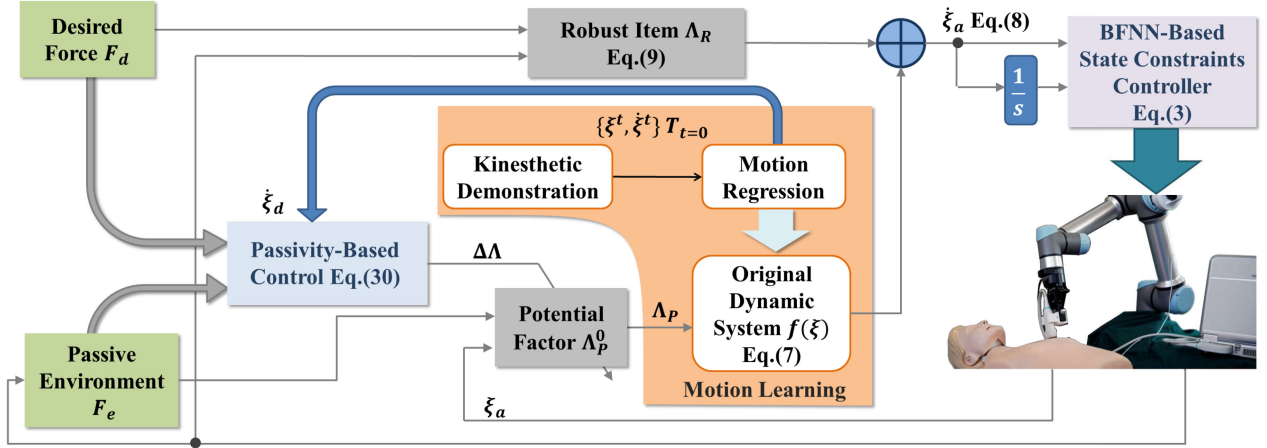 Desired
Force F_d
Robust Item Λ_R
Eq.(9)
ξ̇_a Eq.(8)
1
s
BFNN-Based
State Constraints
Controller
Eq.(3)
{ξ^t, ξ̇^t} T_{t=0}
Kinesthetic
Demonstration
Motion
Regression
ξ̇_d
Passivity-Based
Control Eq.(30)
ΔΛ
Potential
Factor Λ_P^0
Λ_P
Original
Dynamic
System f(ξ)
Eq.(7)
Motion Learning
Passive
Environment
F_e
ξ_a